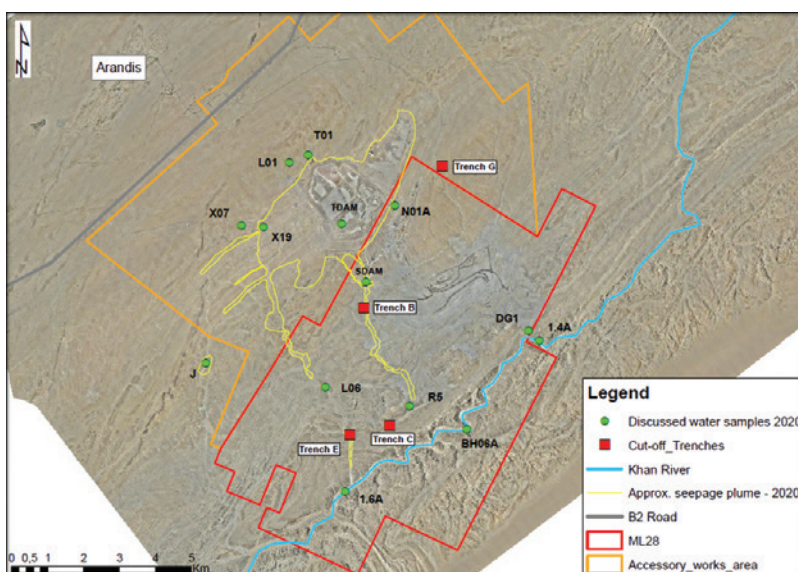 Z
Arandis
T01
L01
Trench G
X07
TDAM
N01A
X19
SDAM
Trench B
DG1
1.4A
J
L06
R5
Trench C
Trench E
BH06A
1.6A
0 0,5 1 2 3 4 5
Km
Legend
Discussed water samples 2020
Cut-off_Trenches
Khan River
Approx. seepage plume - 2020
B2 Road
ML28
Accessory_works_area